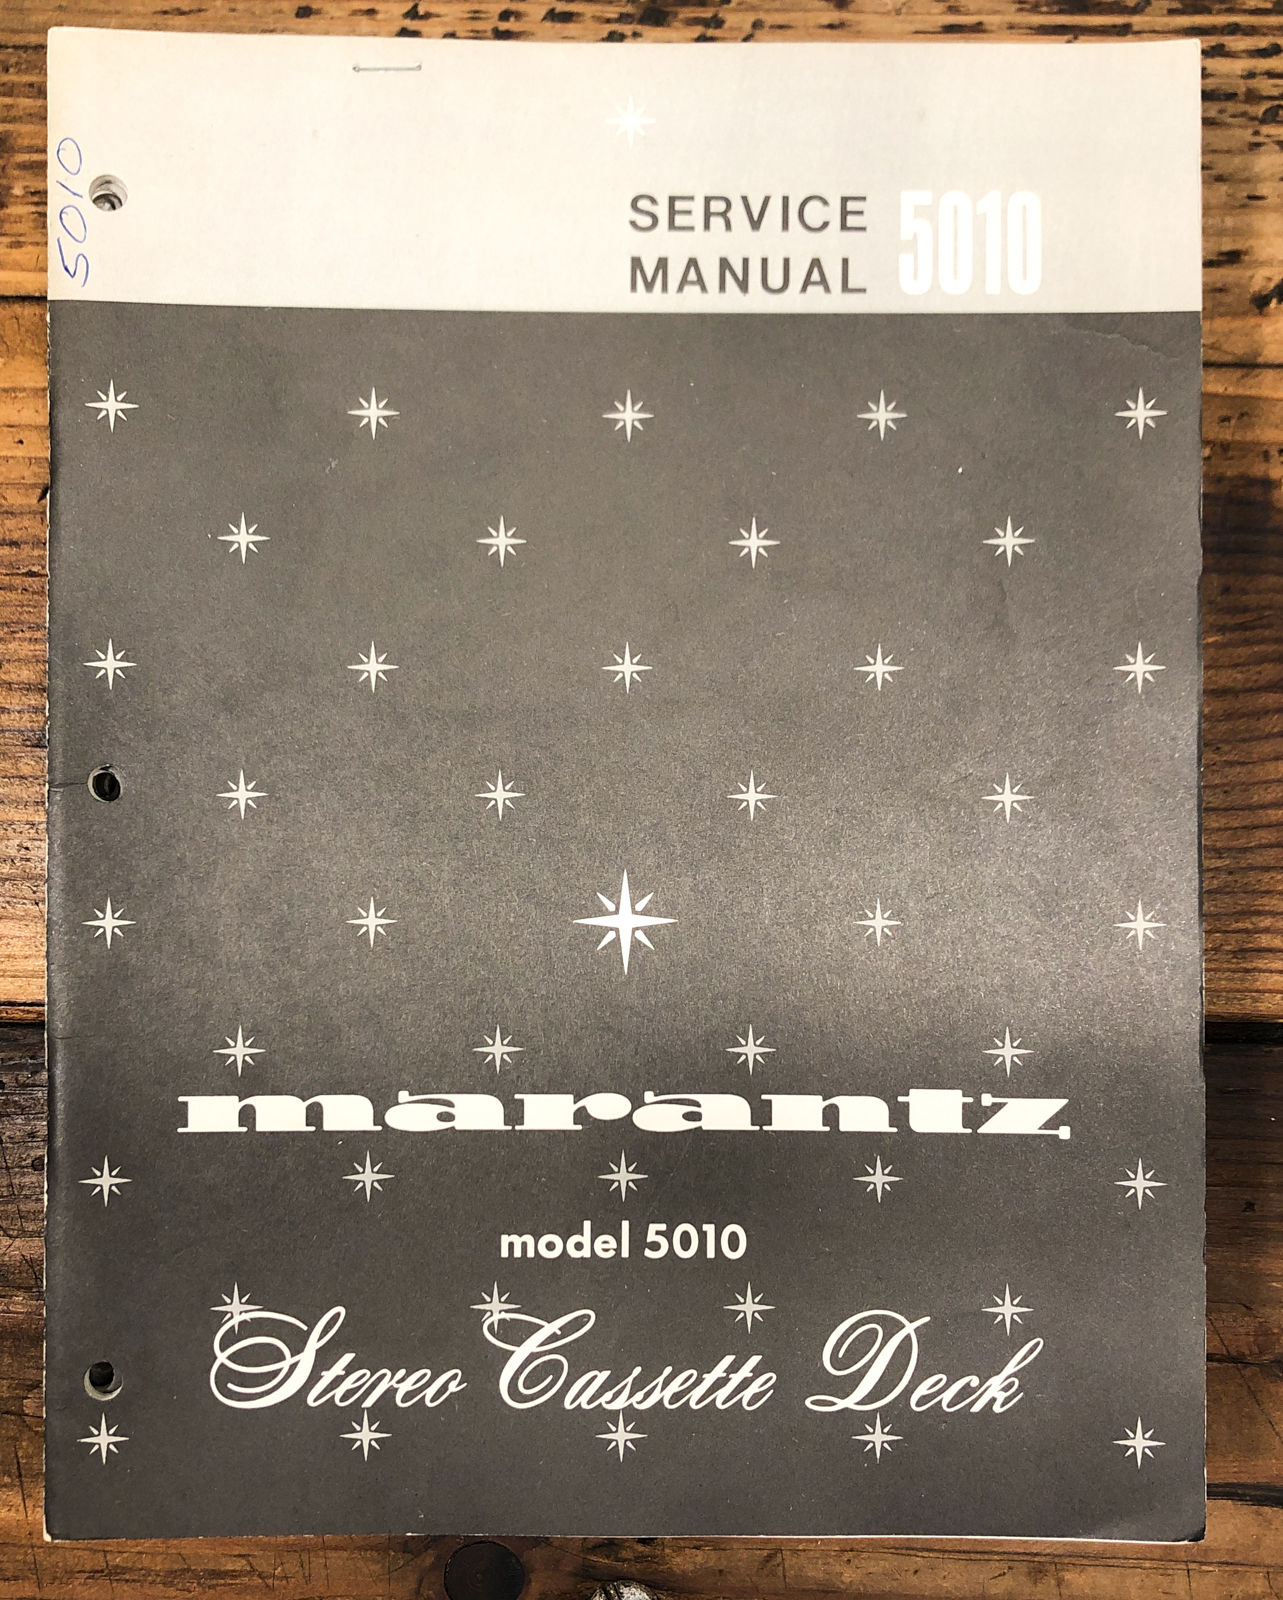 5010
SERVICE 5010
MANUAL
marantz
model 5010
Stereo Cassette Deck